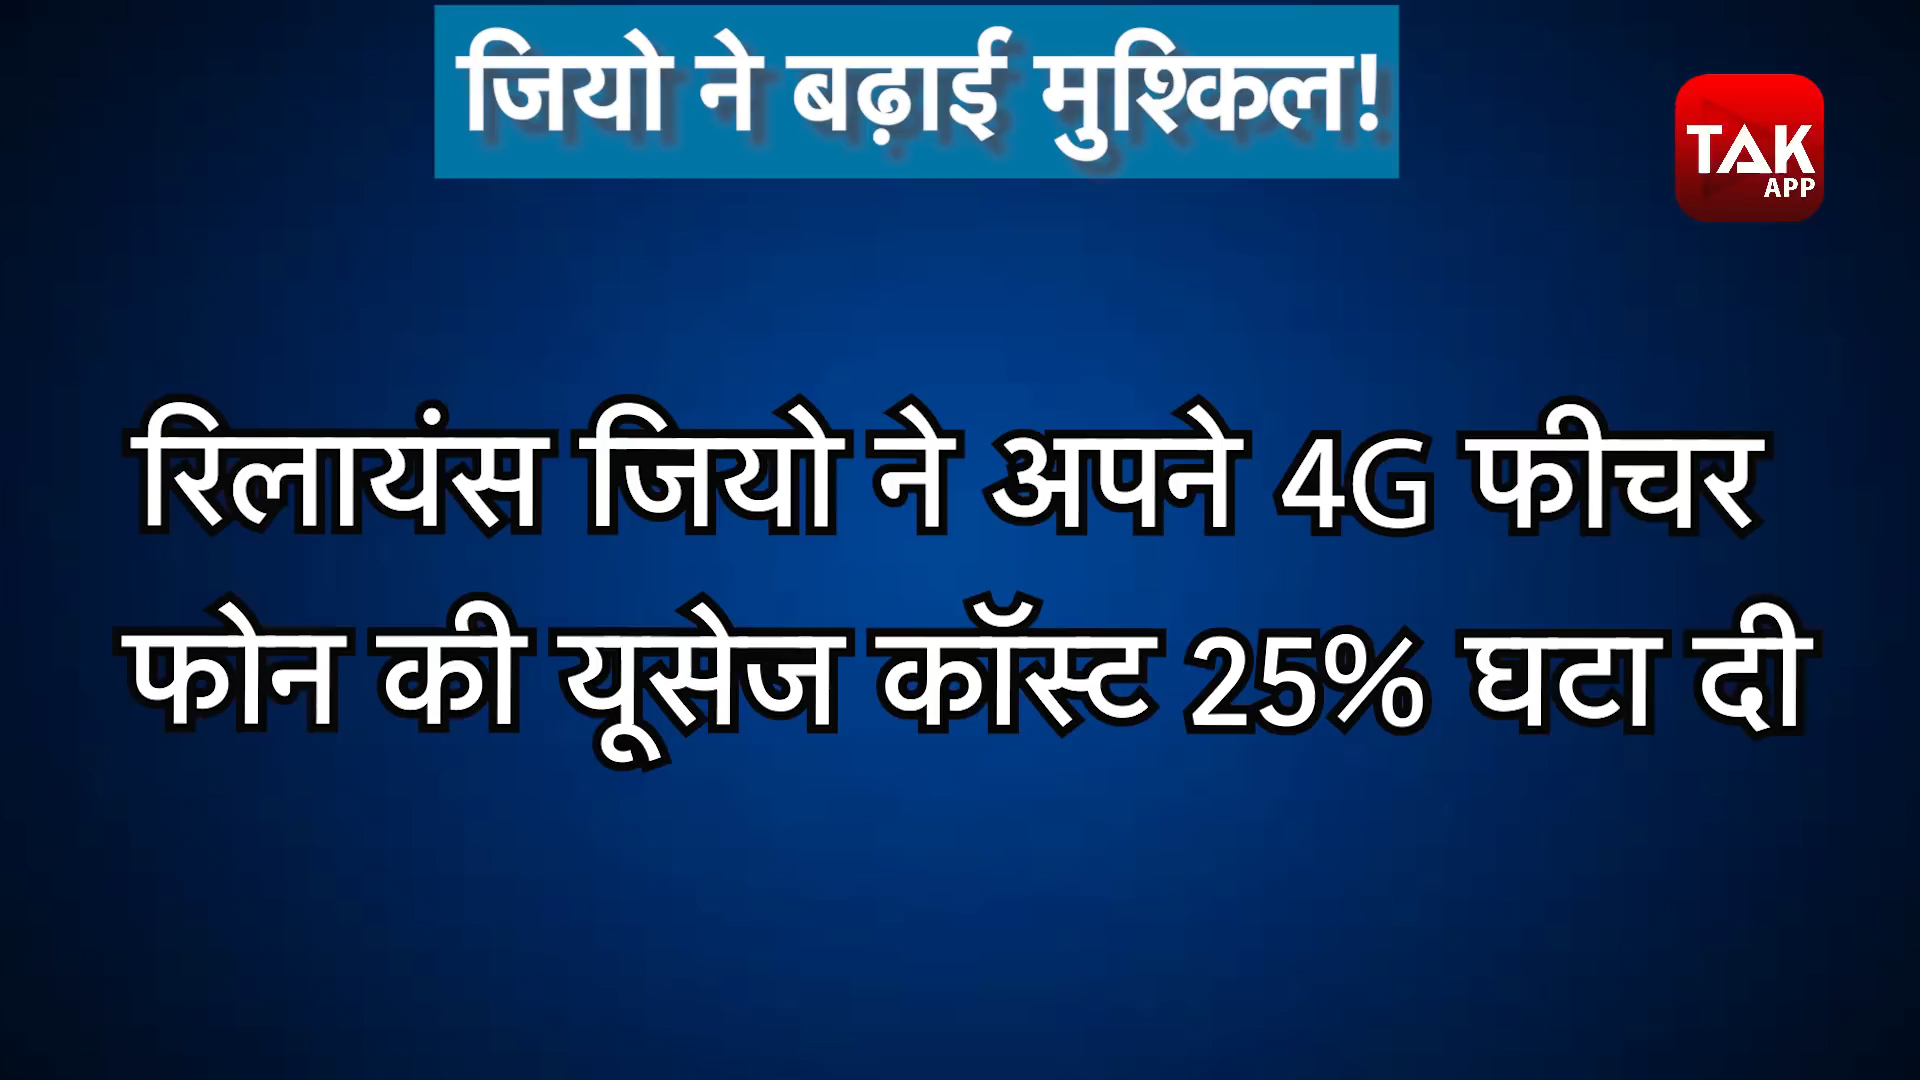 जियो ने बढ़ाई मुश्किल!
TAK
APP
रिलायंस जियो ने अपने 4G फीचर
फोन की यूसेज कॉस्ट 25% घटा दी